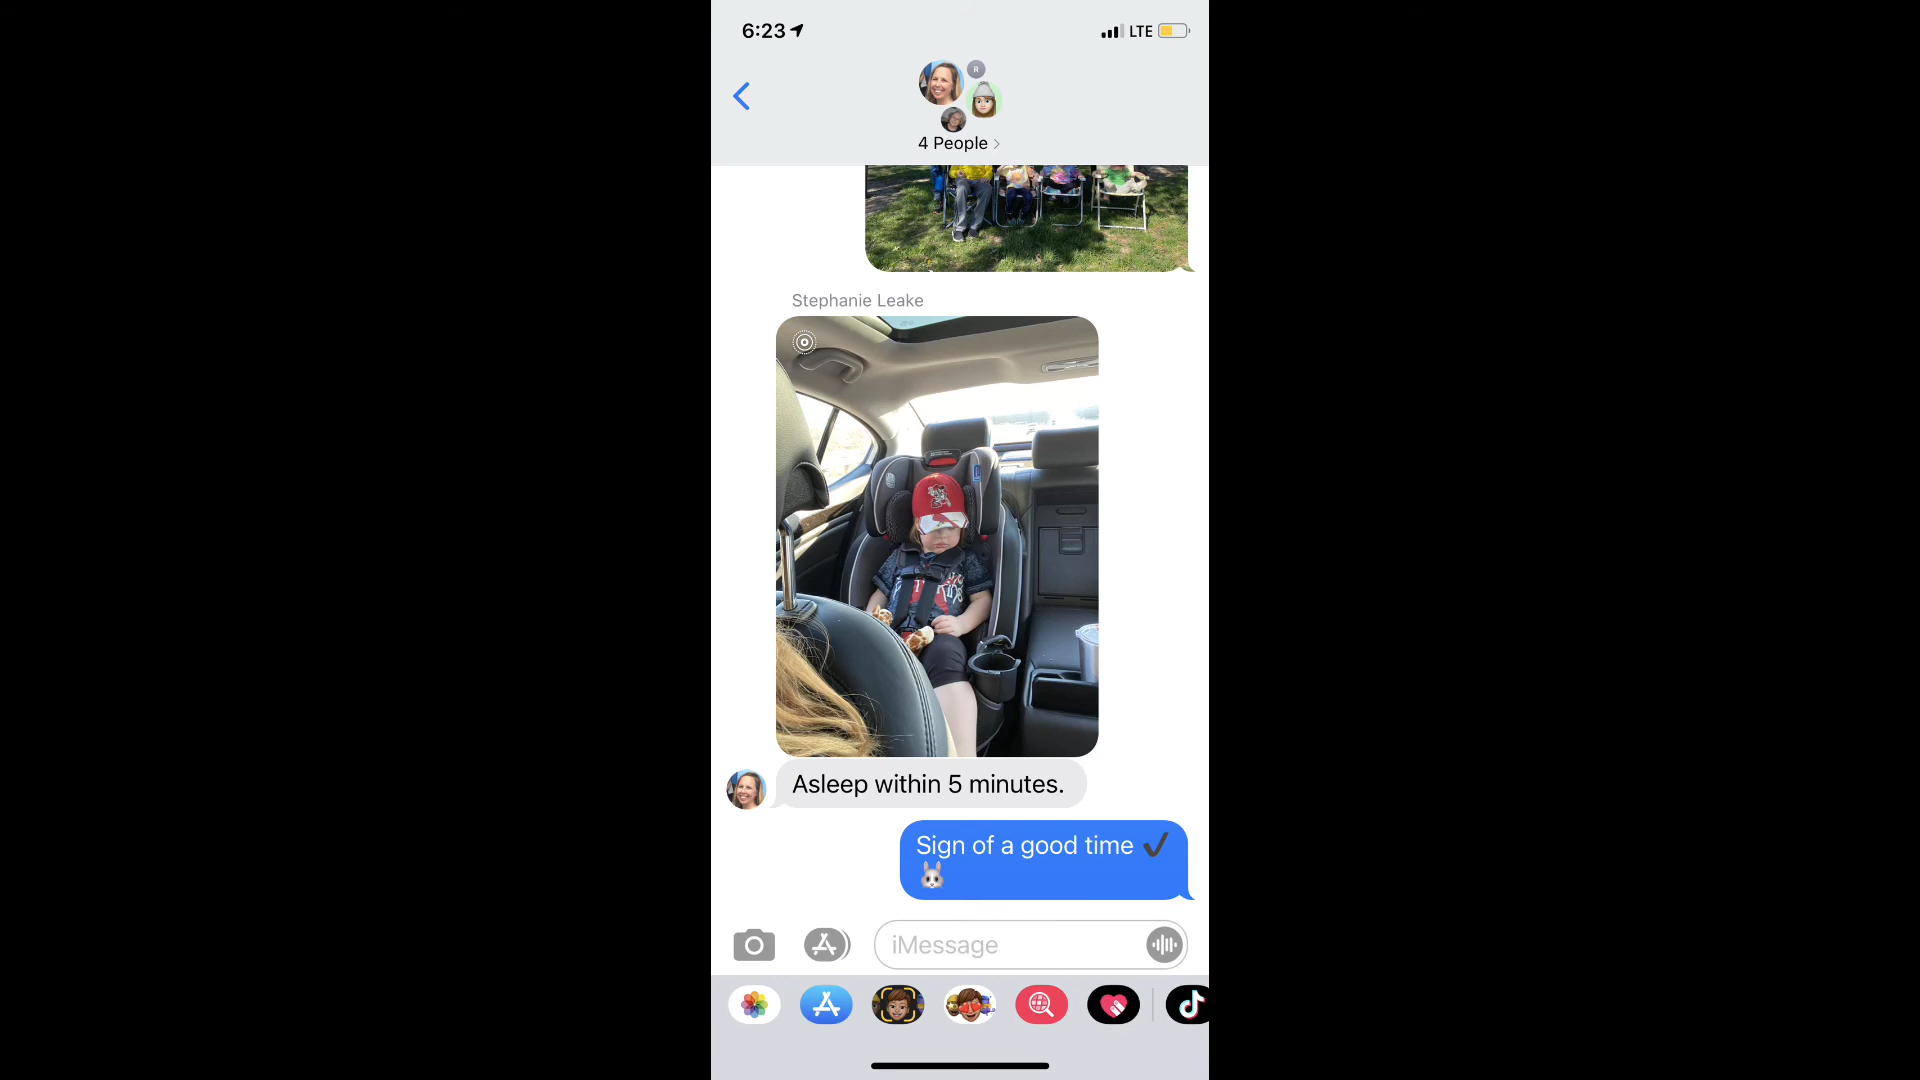 6:23
LTE
R
4 People
Stephanie Leake
Asleep within 5 minutes.
Sign of a good time ✔
🐰
iMessage